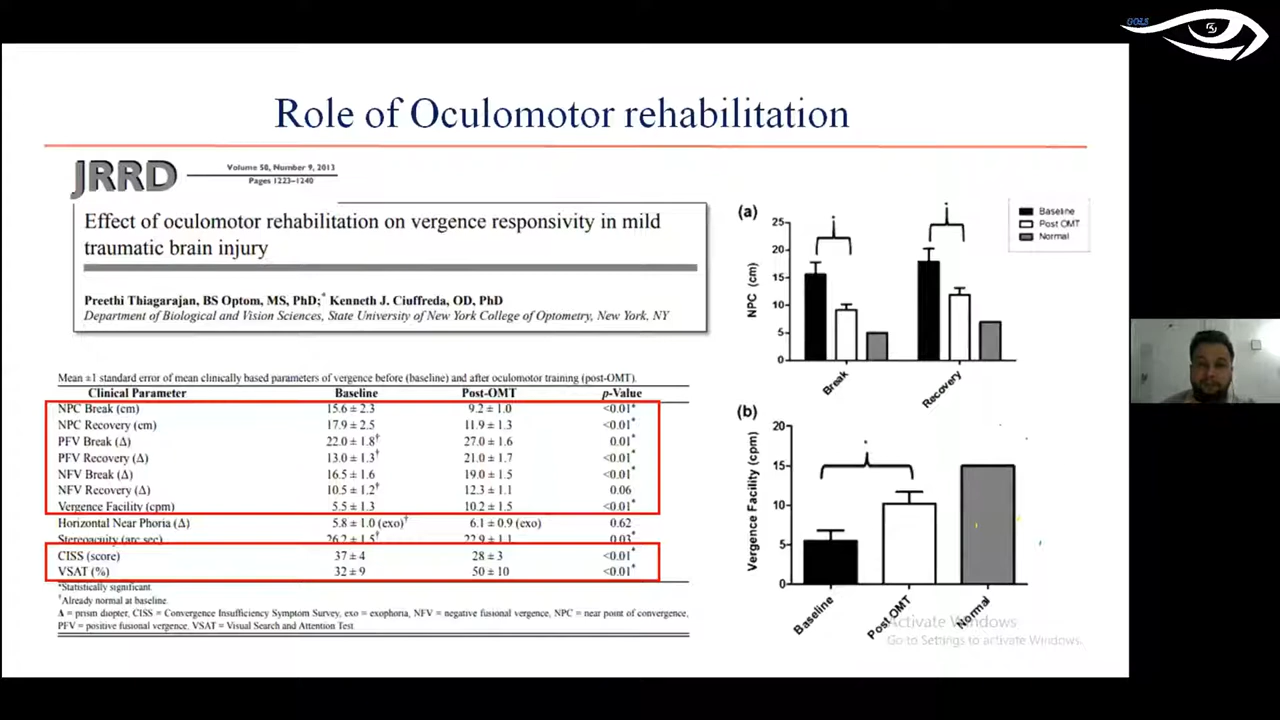 GOLS
Role of Oculomotor rehabilitation
JRRD
Volume 50, Number 9, 2013
Pages 1223–1240
Effect of oculomotor rehabilitation on vergence responsivity in mild
traumatic brain injury
Preethi Thiagarajan, BS Optom, MS, PhD;* Kenneth J. Ciuffreda, OD, PhD
Department of Biological and Vision Sciences, State University of New York College of Optometry, New York, NY
Mean ±1 standard error of mean clinically based parameters of vergence before (baseline) and after oculomotor training (post-OMT).
Clinical Parameter Baseline Post-OMT p-Value
NPC Break (cm) 15.6 ± 2.3 9.2 ± 1.0 <0.01*
NPC Recovery (cm) 17.9 ± 2.5 11.9 ± 1.3 <0.01*
PFV Break (Δ) 22.0 ± 1.8† 27.0 ± 1.6 0.01*
PFV Recovery (Δ) 13.0 ± 1.3† 21.0 ± 1.7 <0.01*
NFV Break (Δ) 16.5 ± 1.6 19.0 ± 1.5 <0.01*
NFV Recovery (Δ) 10.5 ± 1.2† 12.3 ± 1.1 0.06
Vergence Facility (cpm) 5.5 ± 1.3 10.2 ± 1.5 <0.01*
Horizontal Near Phoria (Δ) 5.8 ± 1.0 (exo)† 6.1 ± 0.9 (exo) 0.62
Stereoacuity (arc sec) 26.2 ± 1.5† 22.9 ± 1.1 0.03*
CISS (score) 37 ± 4 28 ± 3 <0.01*
VSAT (%) 32 ± 9 50 ± 10 <0.01*
*Statistically significant.
†Already normal at baseline.
Δ = prism diopter, CISS = Convergence Insufficiency Symptom Survey, exo = exophoria, NFV = negative fusional vergence, NPC = near point of convergence,
PFV = positive fusional vergence, VSAT = Visual Search and Attention Test.
(a)
Baseline
Post OMT
Normal
NPC (cm)
25
20
15
10
5
0
Break
Recovery
(b)
Vergence Facility (cpm)
20
15
10
5
0
Baseline
Post OMT
Normal
Activate Windows
Go to Settings to activate Windows.